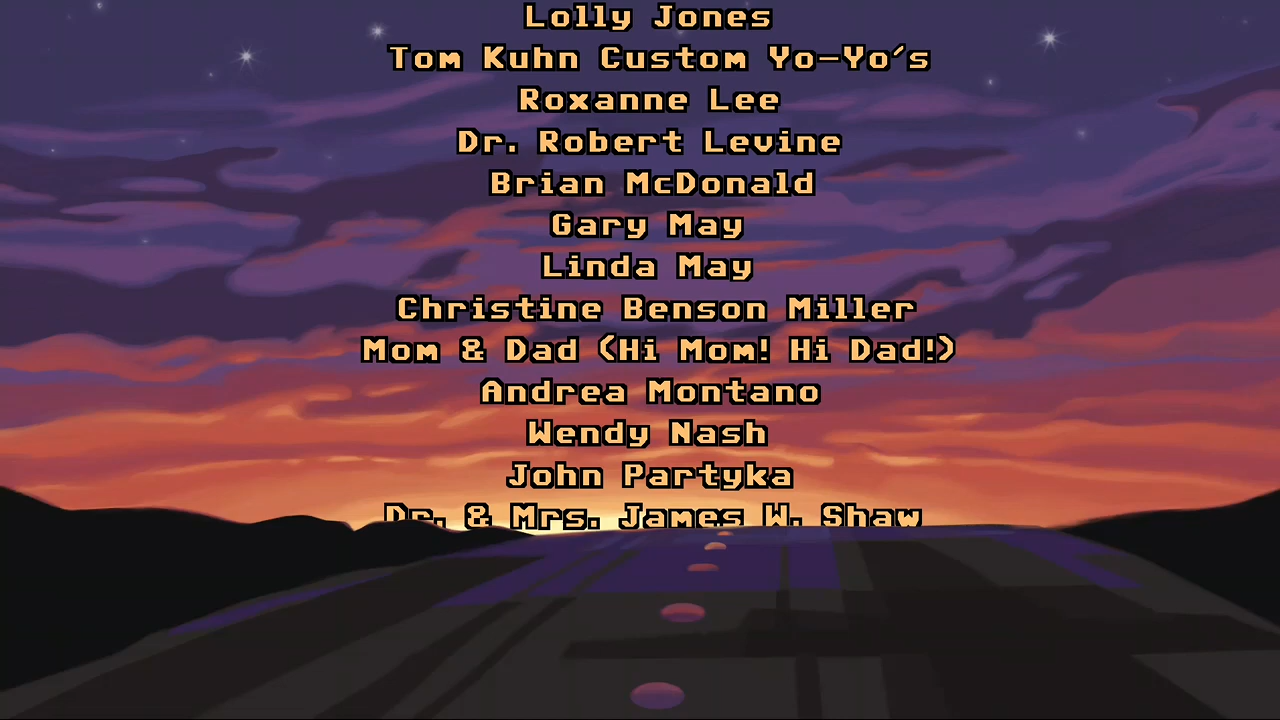 Lolly Jones
Tom Kuhn Custom Yo-Yo's
Roxanne Lee
Dr. Robert Levine
Brian McDonald
Gary May
Linda May
Christine Benson Miller
Mom & Dad (Hi Mom! Hi Dad!)
Andrea Montano
Wendy Nash
John Partyka
Dr. & Mrs. James W. Shaw